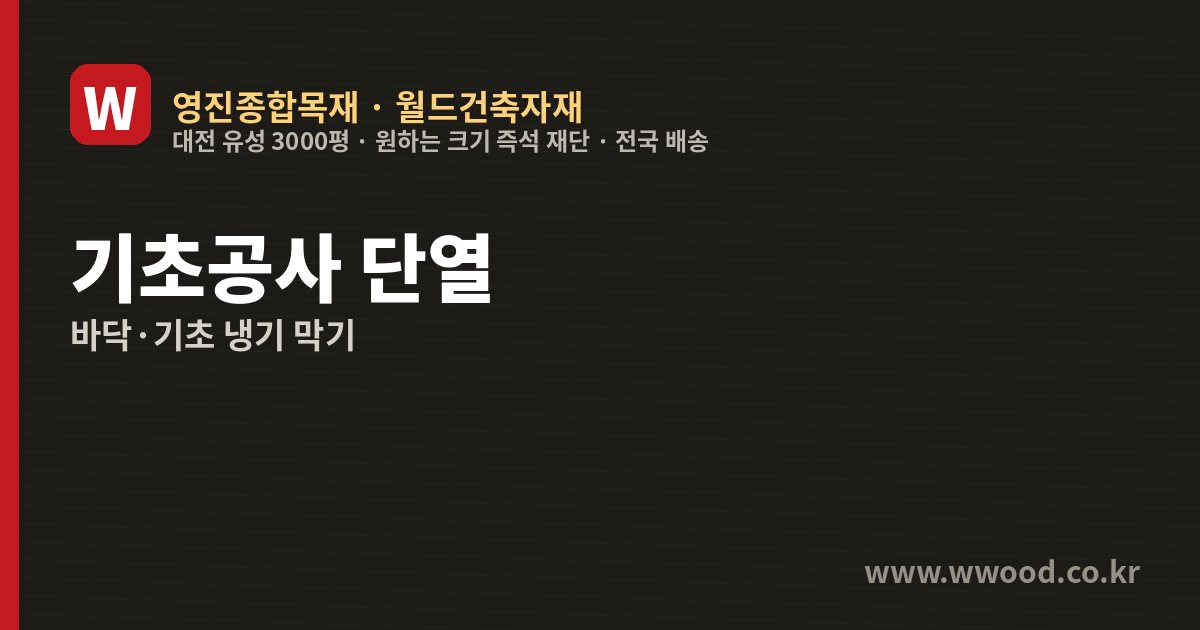 W
영진종합목재 · 월드건축자재
대전 유성 3000평 · 원하는 크기 즉석 재단 · 전국 배송
기초공사 단열
바닥·기초 냉기 막기
www.wwood.co.kr